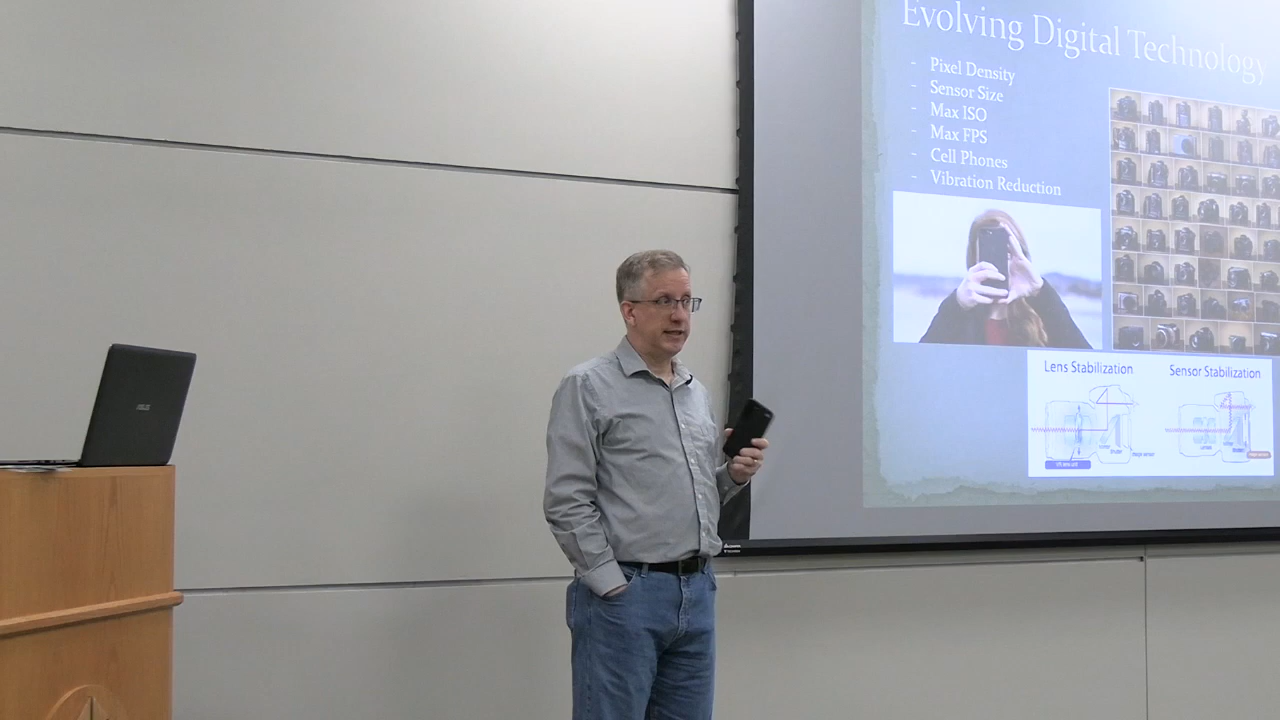 Evolving Digital Technology
- Pixel Density
- Sensor Size
- Max ISO
- Max FPS
- Cell Phones
- Vibration Reduction
Lens Stabilization
Sensor Stabilization
ASUS